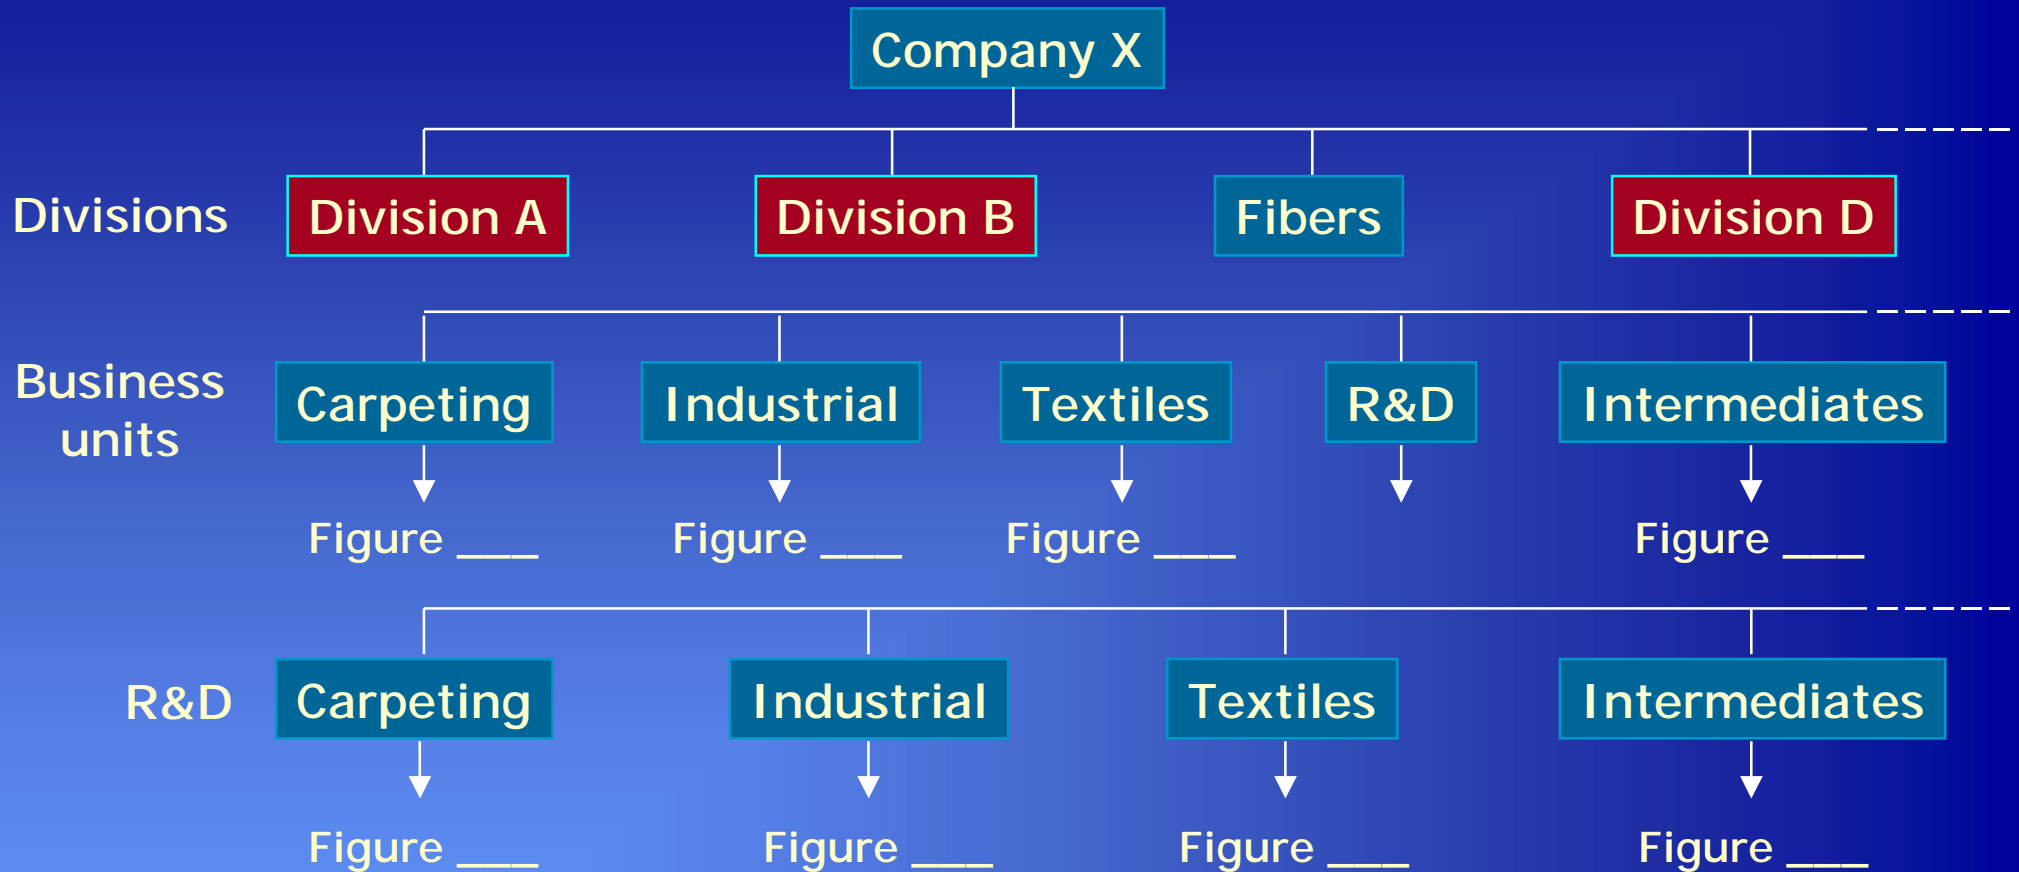 Company X
Divisions
Division A
Division B
Fibers
Division D
Business
units
Carpeting
Industrial
Textiles
R&D
Intermediates
Figure ___
Figure ___
Figure ___
Figure ___
R&D
Carpeting
Industrial
Textiles
Intermediates
Figure ___
Figure ___
Figure ___
Figure ___